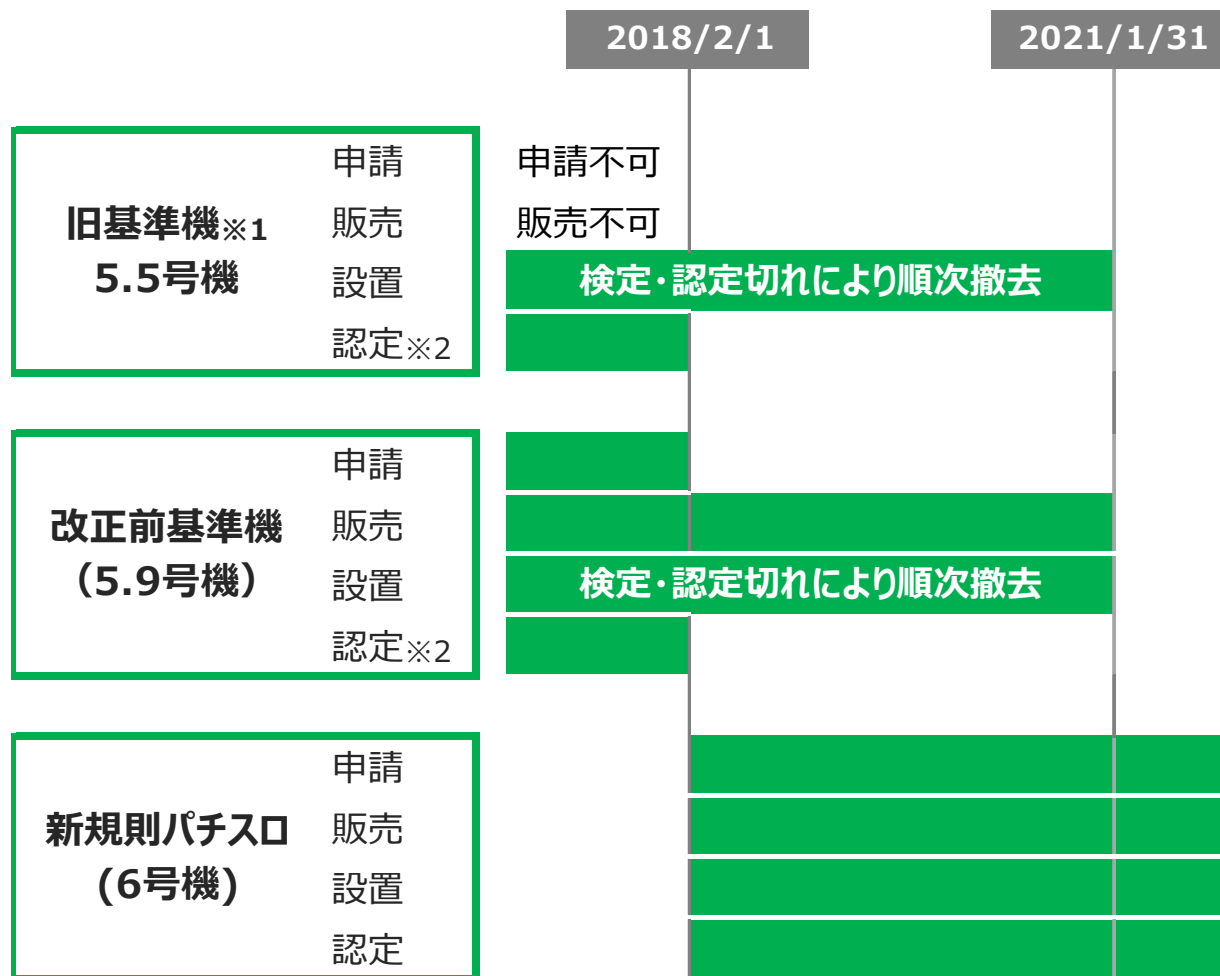 2018/2/1
2021/1/31
旧基準機※1
5.5号機
申請
販売
設置
認定※2
申請不可
販売不可
検定・認定切れにより順次撤去
改正前基準機
（5.9号機）
申請
販売
設置
認定※2
検定・認定切れにより順次撤去
新規則パチスロ
(6号機)
申請
販売
設置
認定